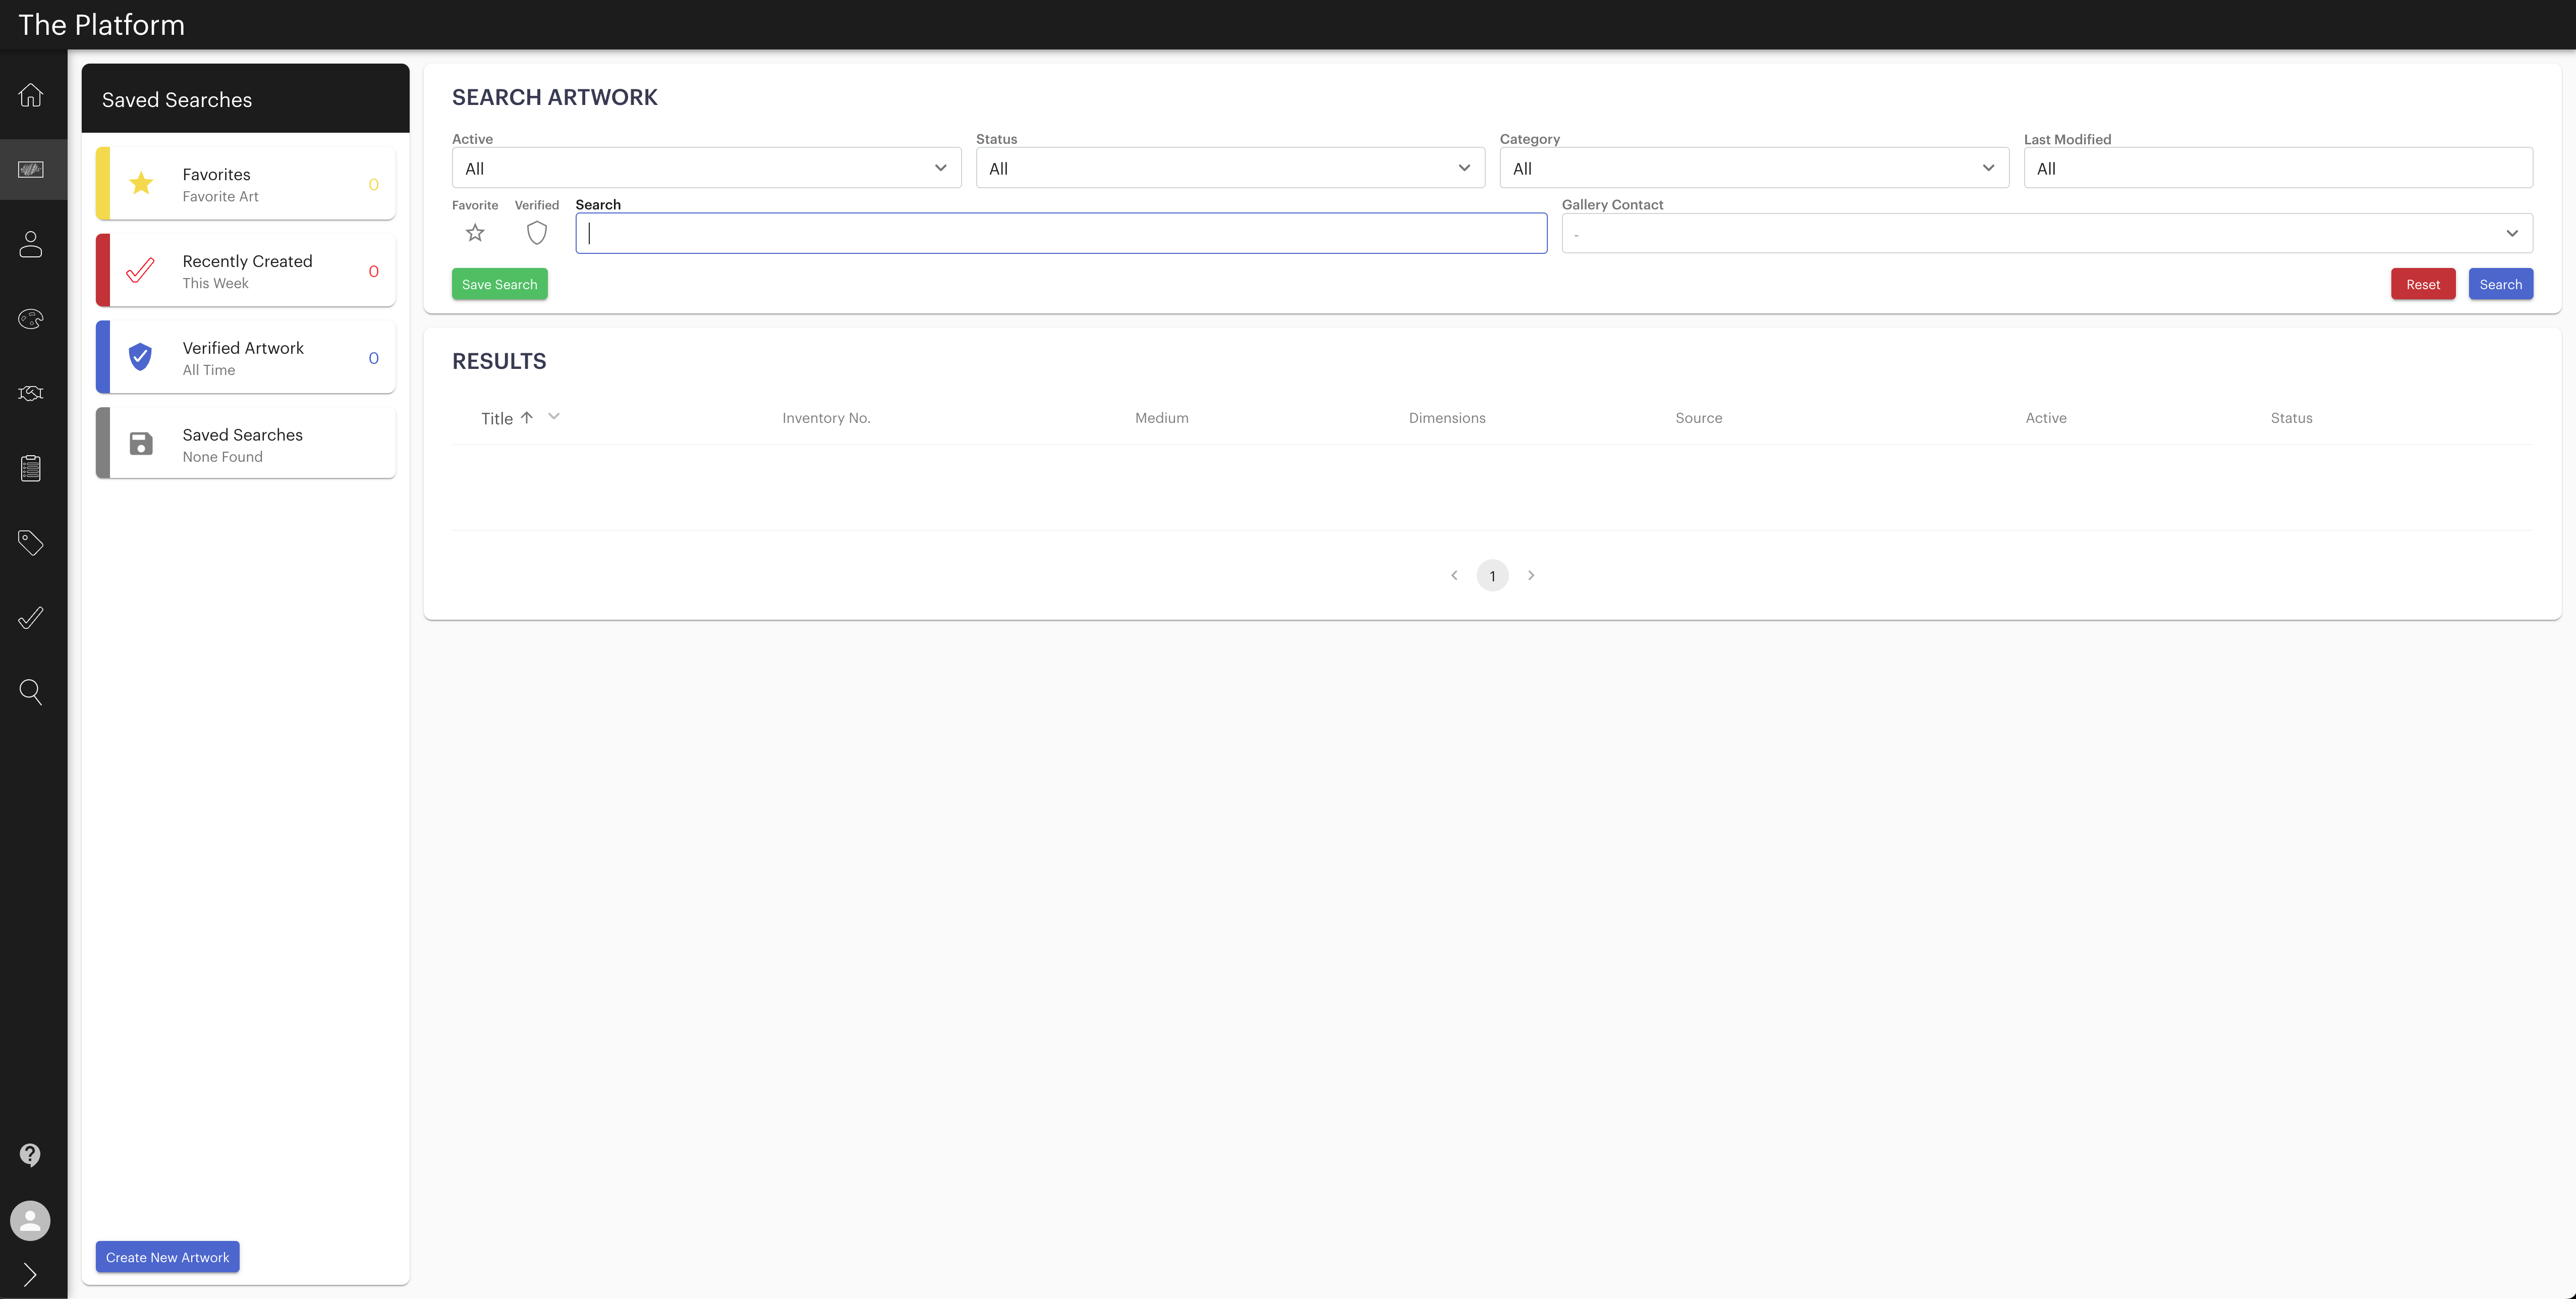 The Platform
Saved Searches
Favorites
Favorite Art
0
Recently Created
This Week
0
Verified Artwork
All Time
0
Saved Searches
None Found
Create New Artwork
SEARCH ARTWORK
Active
All
Status
All
Category
All
Last Modified
All
Favorite
Verified
Search
Gallery Contact
-
Save Search
Reset
Search
RESULTS
Title Inventory No. Medium Dimensions Source Active Status
1